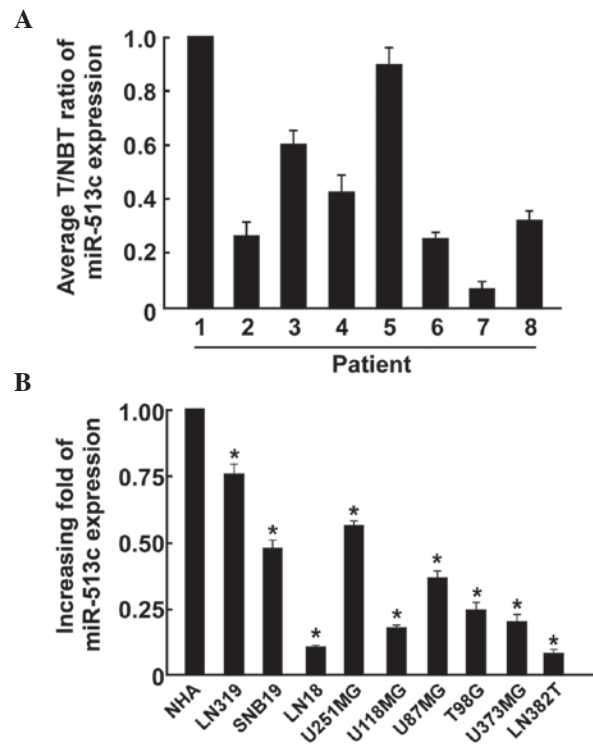 A
Average T/NBT ratio of
miR-513c expression
1.0
0.8
0.6
0.4
0.2
0
1 2 3 4 5 6 7 8
Patient
B
Increasing fold of
miR-513c expression
1.00
0.75
0.50
0.25
0
* * * * * * * * *
NHA LN319 SNB19 LN18 U251MG U118MG U87MG T98G U373MG LN382T